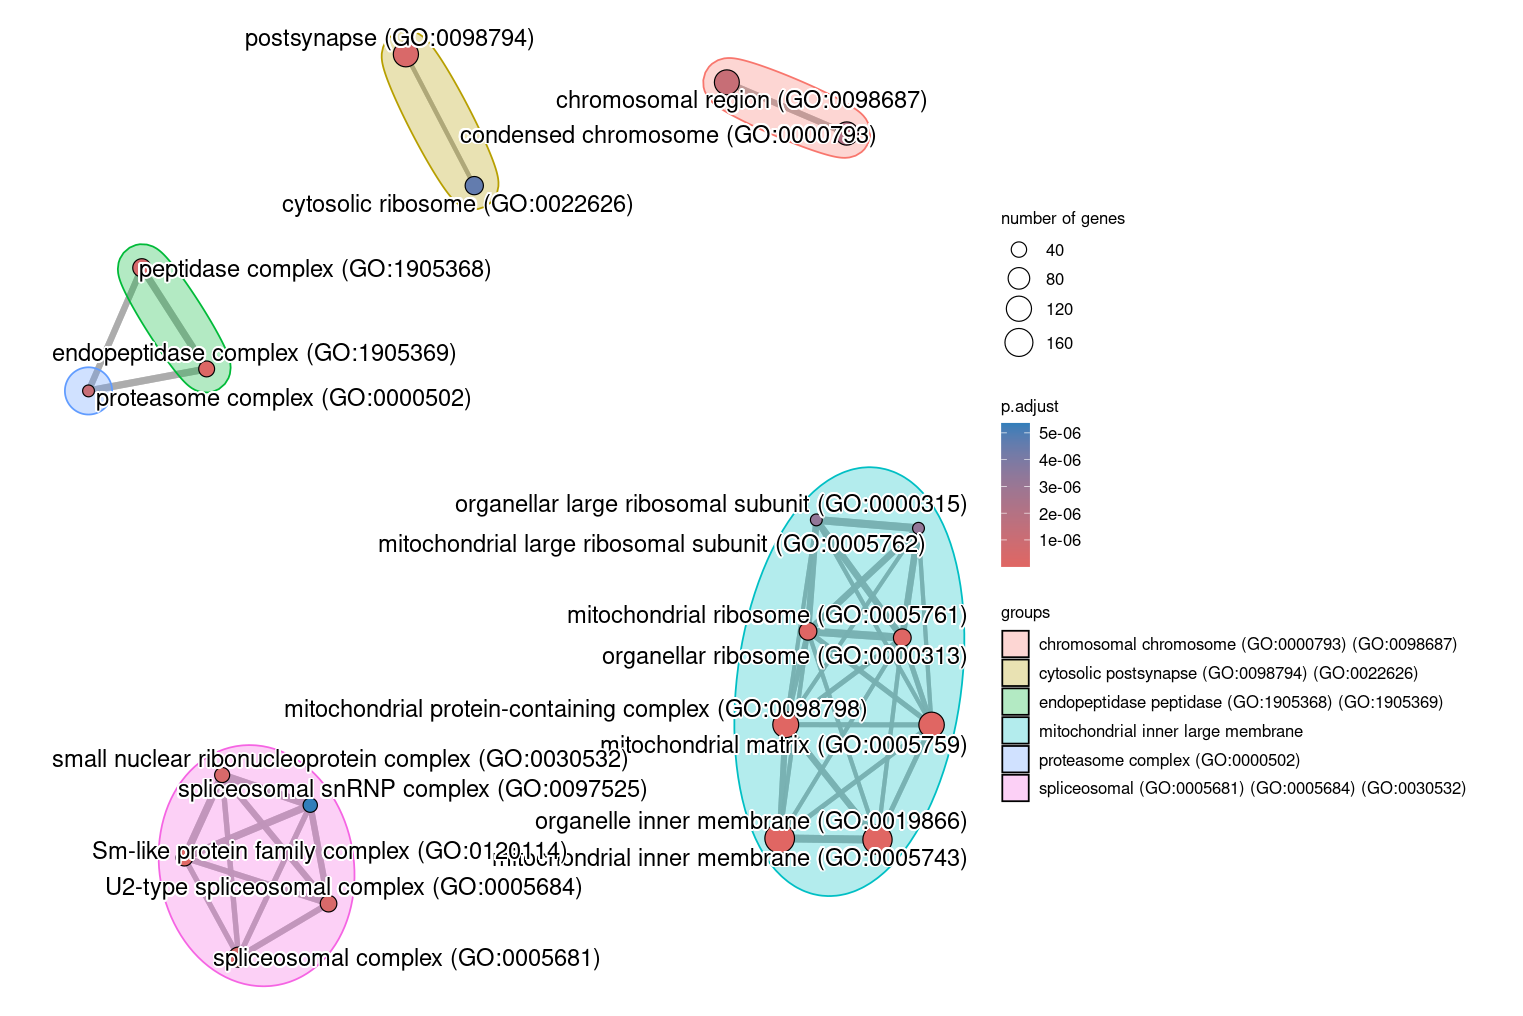 postsynapse (GO:0098794)
chromosomal region (GO:0098687)
condensed chromosome (GO:0000793)
cytosolic ribosome (GO:0022626)
peptidase complex (GO:1905368)
endopeptidase complex (GO:1905369)
proteasome complex (GO:0000502)
organellar large ribosomal subunit (GO:0000315)
mitochondrial large ribosomal subunit (GO:0005762)
mitochondrial ribosome (GO:0005761)
organellar ribosome (GO:0000313)
mitochondrial protein-containing complex (GO:0098798)
mitochondrial matrix (GO:0005759)
small nuclear ribonucleoprotein complex (GO:0030532)
spliceosomal snRNP complex (GO:0097525)
organelle inner membrane (GO:0019866)
Sm-like protein family complex (GO:0120114)
mitochondrial inner membrane (GO:0005743)
U2-type spliceosomal complex (GO:0005684)
spliceosomal complex (GO:0005681)
number of genes
40
80
120
160
p.adjust
5e-06
4e-06
3e-06
2e-06
1e-06
groups
chromosomal chromosome (GO:0000793) (GO:0098687)
cytosolic postsynapse (GO:0098794) (GO:0022626)
endopeptidase peptidase (GO:1905368) (GO:1905369)
mitochondrial inner large membrane
proteasome complex (GO:0000502)
spliceosomal (GO:0005681) (GO:0005684) (GO:0030532)